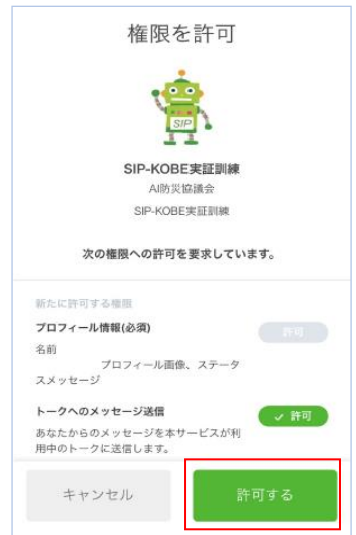 権限を許可
SIP
SIP-KOBE実証訓練
AI防災協議会
SIP-KOBE実証訓練
次の権限への許可を要求しています。
新たに許可する権限
プロフィール情報(必須)
許可
名前
プロフィール画像、ステータ
スメッセージ
トークへのメッセージ送信
✓ 許可
あなたからのメッセージを本サービスが利
用中のトークに送信します。
キャンセル
許可する